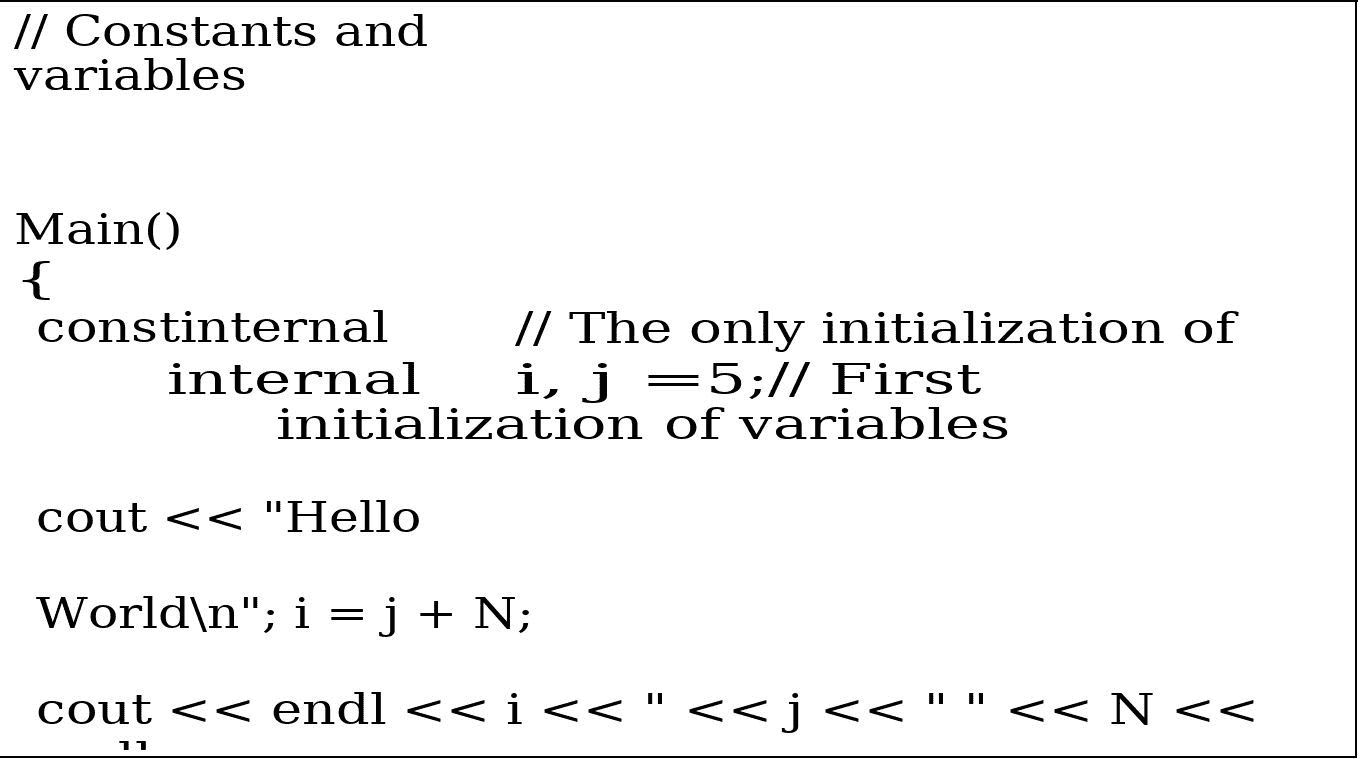 // Constants and
variables
Main()
{
constinternal // The only initialization of
internal i, j =5;// First
initialization of variables
cout << "Hello
World\n"; i = j + N;
cout << endl << i << " << j << " " << N <<